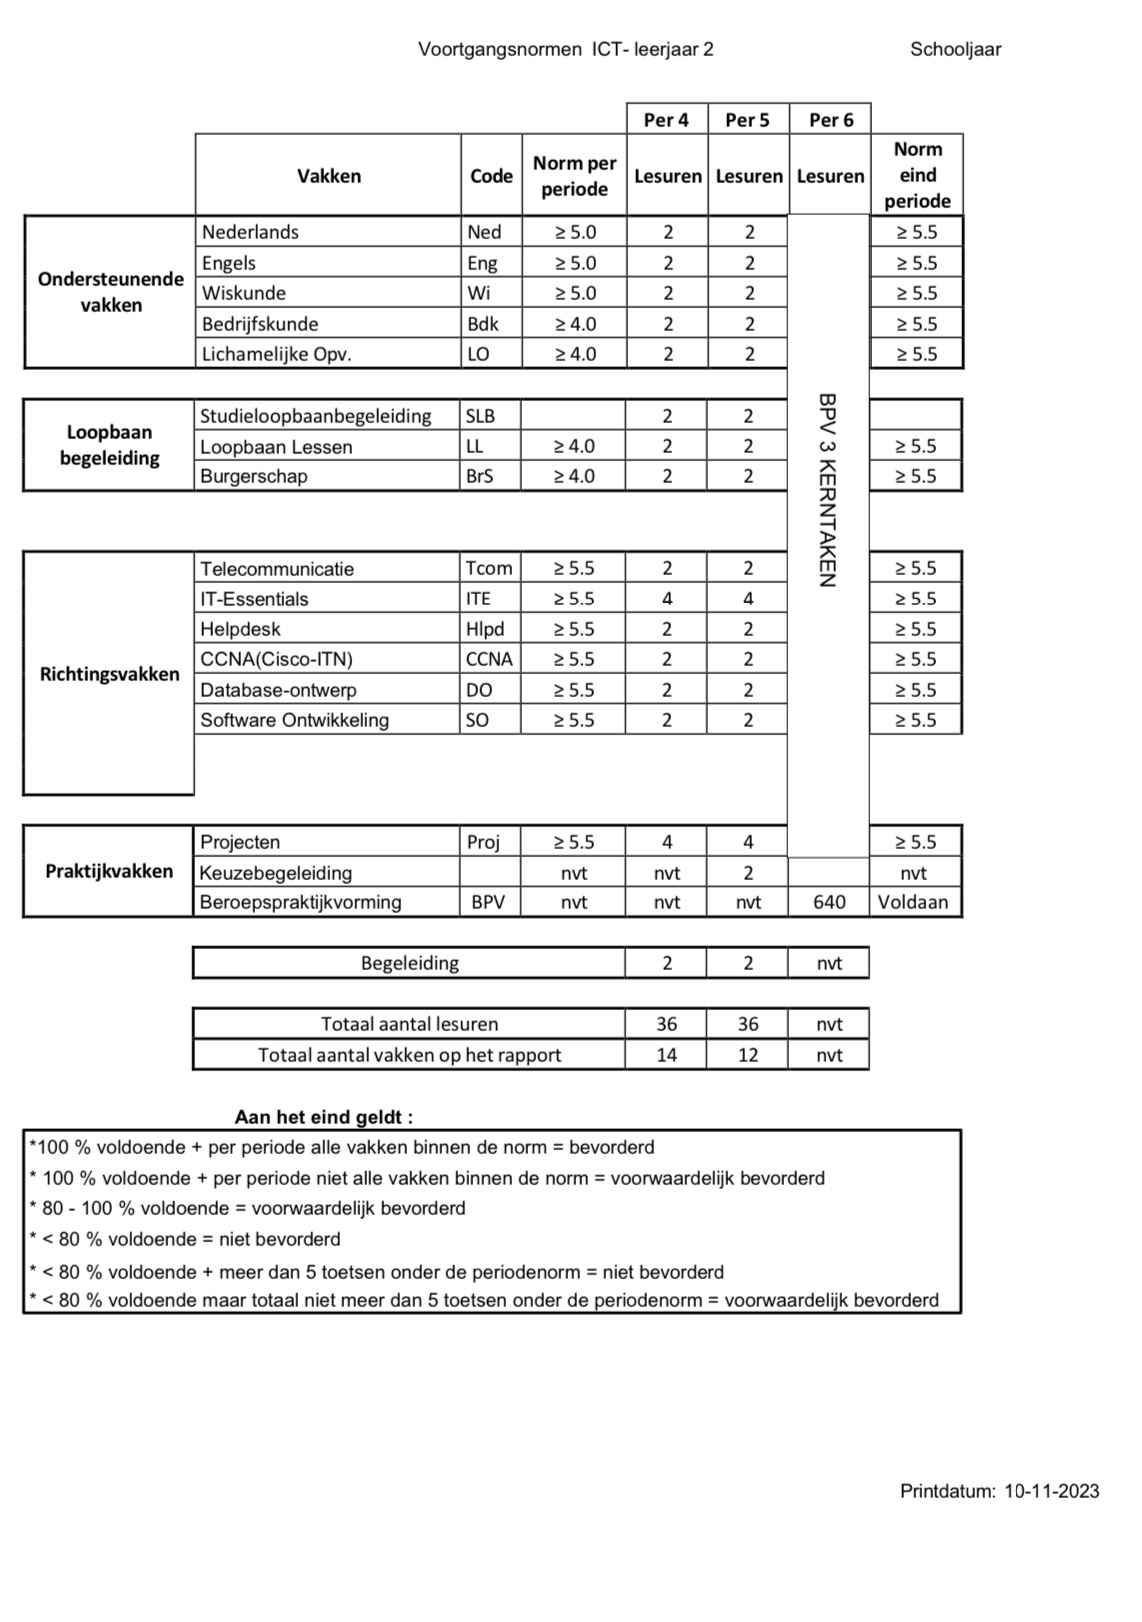 Voortgangsnormen ICT- leerjaar 2 Schooljaar
Per 4 Per 5 Per 6
Vakken Code Norm per periode Lesuren Lesuren Lesuren Norm eind periode
Ondersteunende vakken
Nederlands Ned ≥ 5.0 2 2 ≥ 5.5
Engels Eng ≥ 5.0 2 2 ≥ 5.5
Wiskunde Wi ≥ 5.0 2 2 ≥ 5.5
Bedrijfskunde Bdk ≥ 4.0 2 2 ≥ 5.5
Lichamelijke Opv. LO ≥ 4.0 2 2 ≥ 5.5
BPV 3 KERNTAKEN
Loopbaan begeleiding
Studieloopbaanbegeleiding SLB 2 2
Loopbaan Lessen LL ≥ 4.0 2 2 ≥ 5.5
Burgerschap BrS ≥ 4.0 2 2 ≥ 5.5
Richtingsvakken
Telecommunicatie Tcom ≥ 5.5 2 2 ≥ 5.5
IT-Essentials ITE ≥ 5.5 4 4 ≥ 5.5
Helpdesk Hlpd ≥ 5.5 2 2 ≥ 5.5
CCNA(Cisco-ITN) CCNA ≥ 5.5 2 2 ≥ 5.5
Database-ontwerp DO ≥ 5.5 2 2 ≥ 5.5
Software Ontwikkeling SO ≥ 5.5 2 2 ≥ 5.5
Praktijkvakken
Projecten Proj ≥ 5.5 4 4 ≥ 5.5
Keuzebegeleiding nvt nvt 2 nvt
Beroepspraktijkvorming BPV nvt nvt nvt 640 Voldaan
Begeleiding 2 2 nvt
Totaal aantal lesuren 36 36 nvt
Totaal aantal vakken op het rapport 14 12 nvt
Aan het eind geldt :
*100 % voldoende + per periode alle vakken binnen de norm = bevorderd
* 100 % voldoende + per periode niet alle vakken binnen de norm = voorwaardelijk bevorderd
* 80 - 100 % voldoende = voorwaardelijk bevorderd
* < 80 % voldoende = niet bevorderd
* < 80 % voldoende + meer dan 5 toetsen onder de periodenorm = niet bevorderd
* < 80 % voldoende maar totaal niet meer dan 5 toetsen onder de periodenorm = voorwaardelijk bevorderd
Printdatum: 10-11-2023